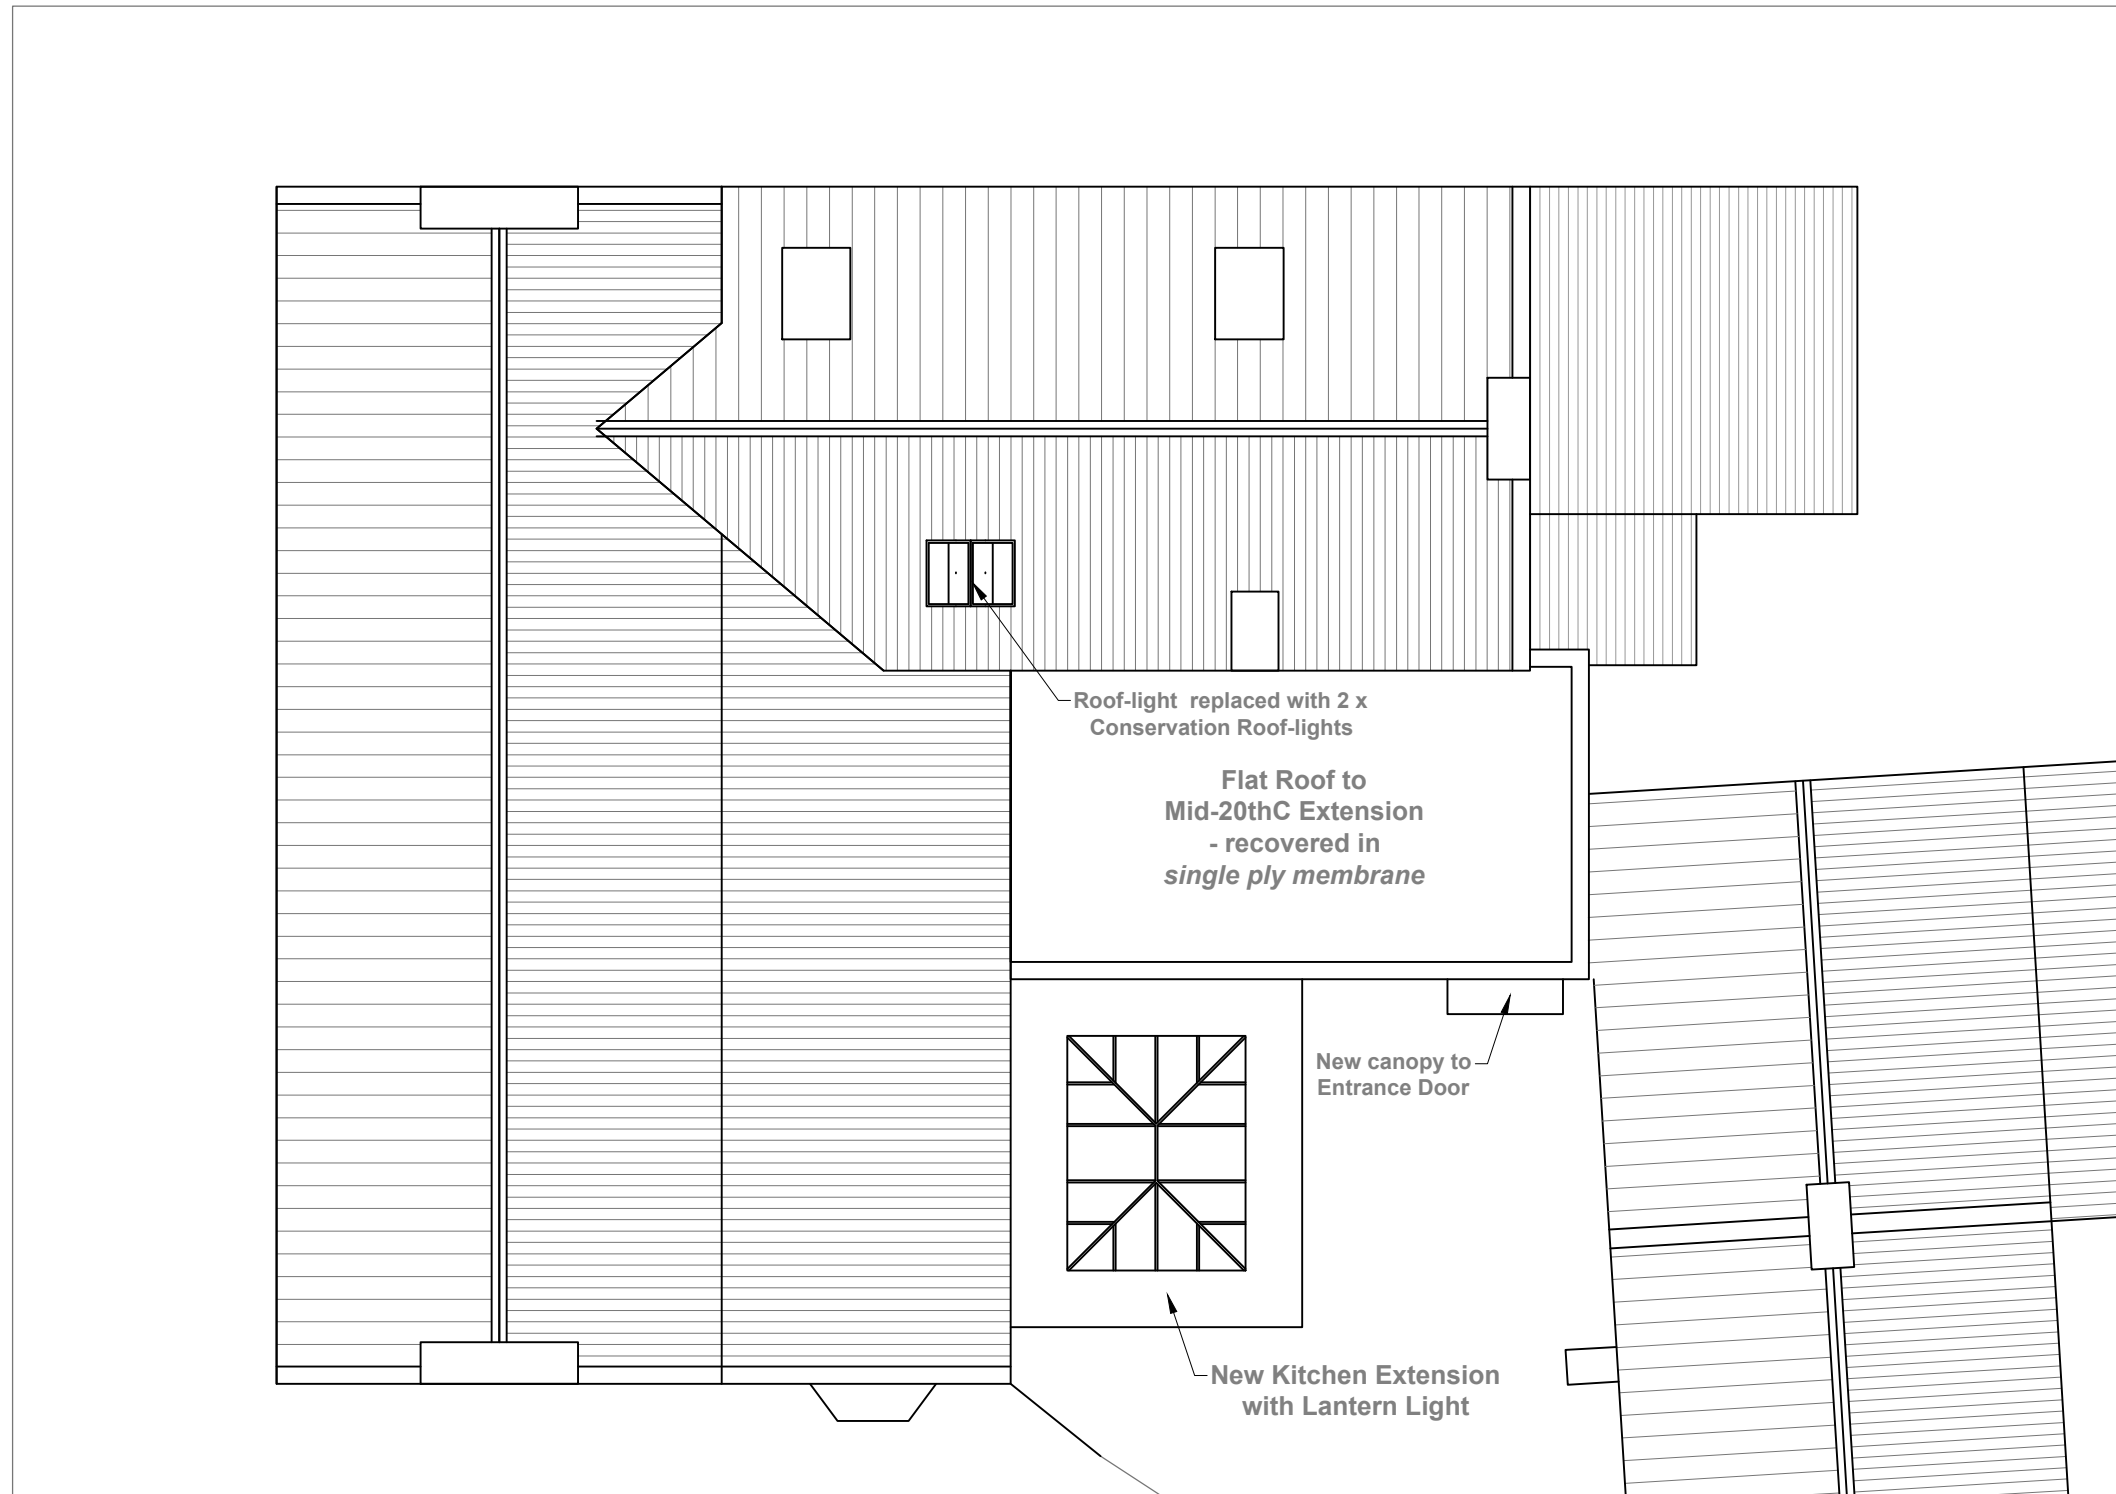 Roof-light  replaced with 2 x
Conservation Roof-lights
Flat Roof to
Mid-20thC Extension
- recovered in
single ply membrane
New canopy to
Entrance Door
New Kitchen Extension
with Lantern Light